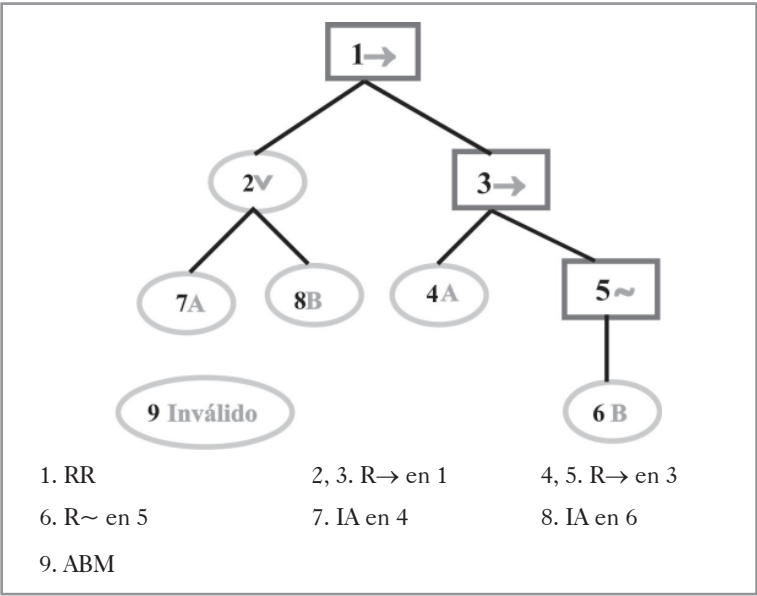 1→
2∨
3→
7A
8B
4A
5~
9 Inválido
6 B
1. RR
2, 3. R→ en 1
4, 5. R→ en 3
6. R~ en 5
7. IA en 4
8. IA en 6
9. ABM